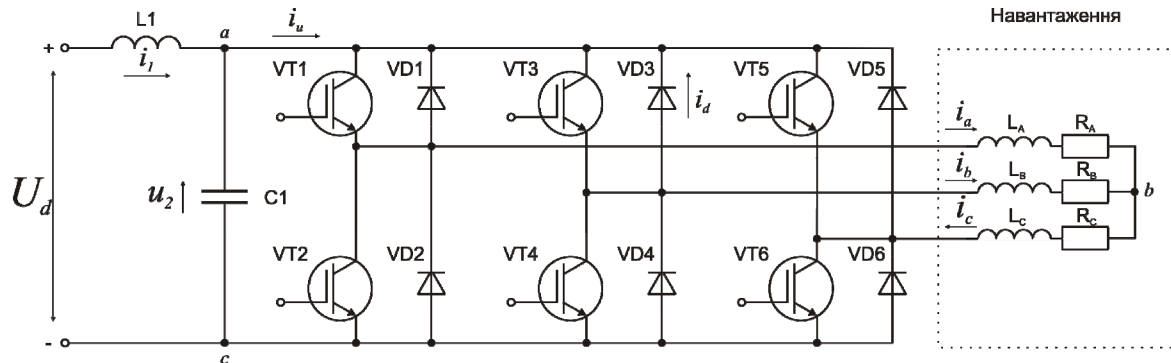 Навантаження
L1
a
i_u
+
i_1
VT1
VD1
VT3
VD3
VT5
VD5
i_d
i_a
L_A
R_A
i_b
L_B
R_B
b
U_d
u_2
C1
i_c
L_C
R_C
VT2
VD2
VT4
VD4
VT6
VD6
-
c